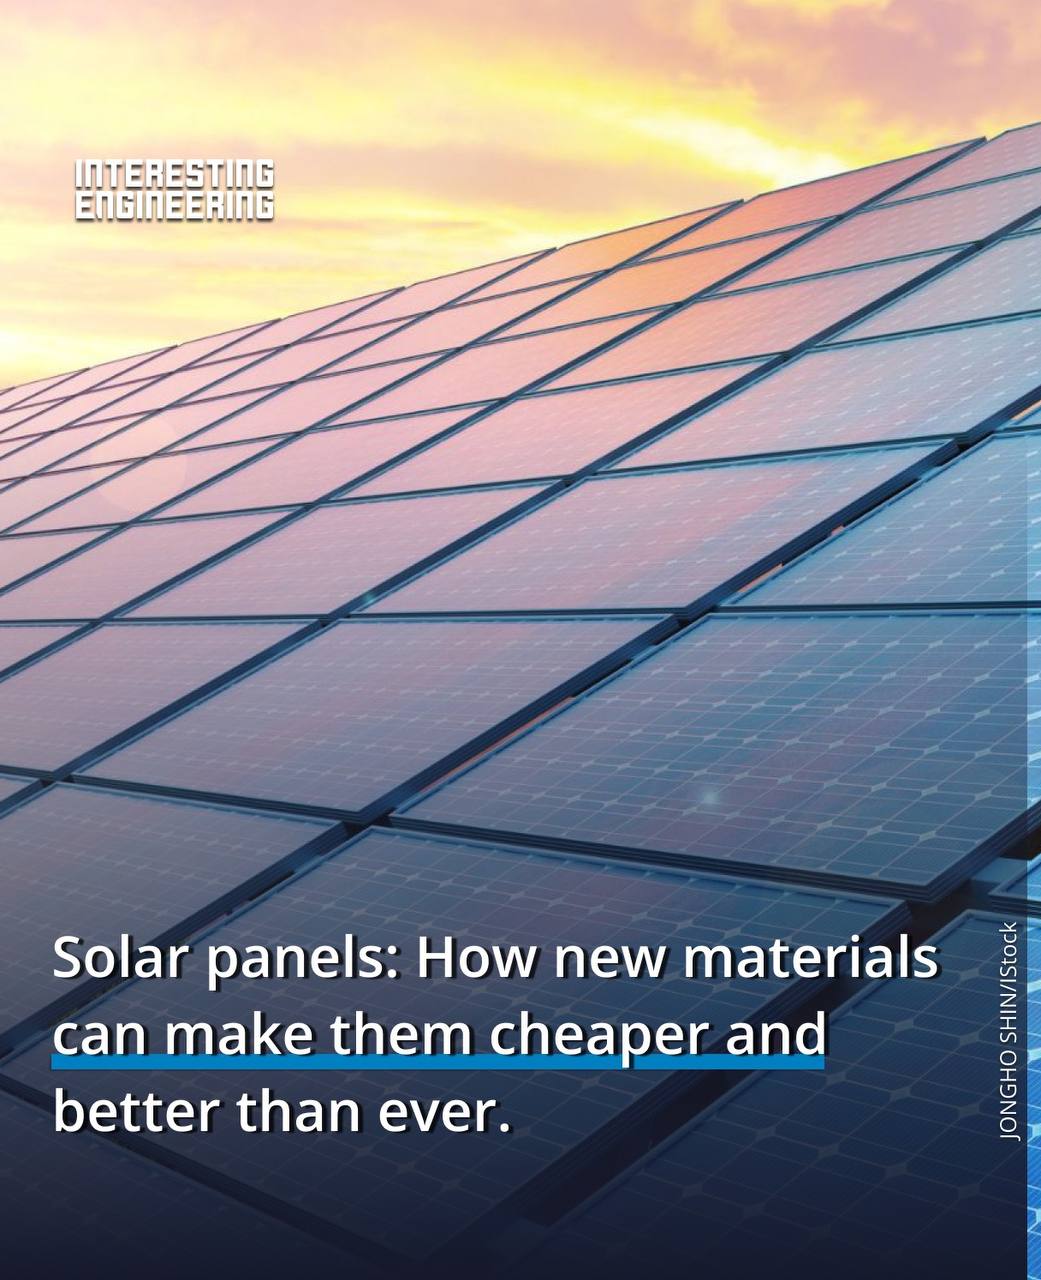 INTERESTING
ENGINEERING
Solar panels: How new materials
can make them cheaper and
better than ever.
JONGHO SHIN/IStock